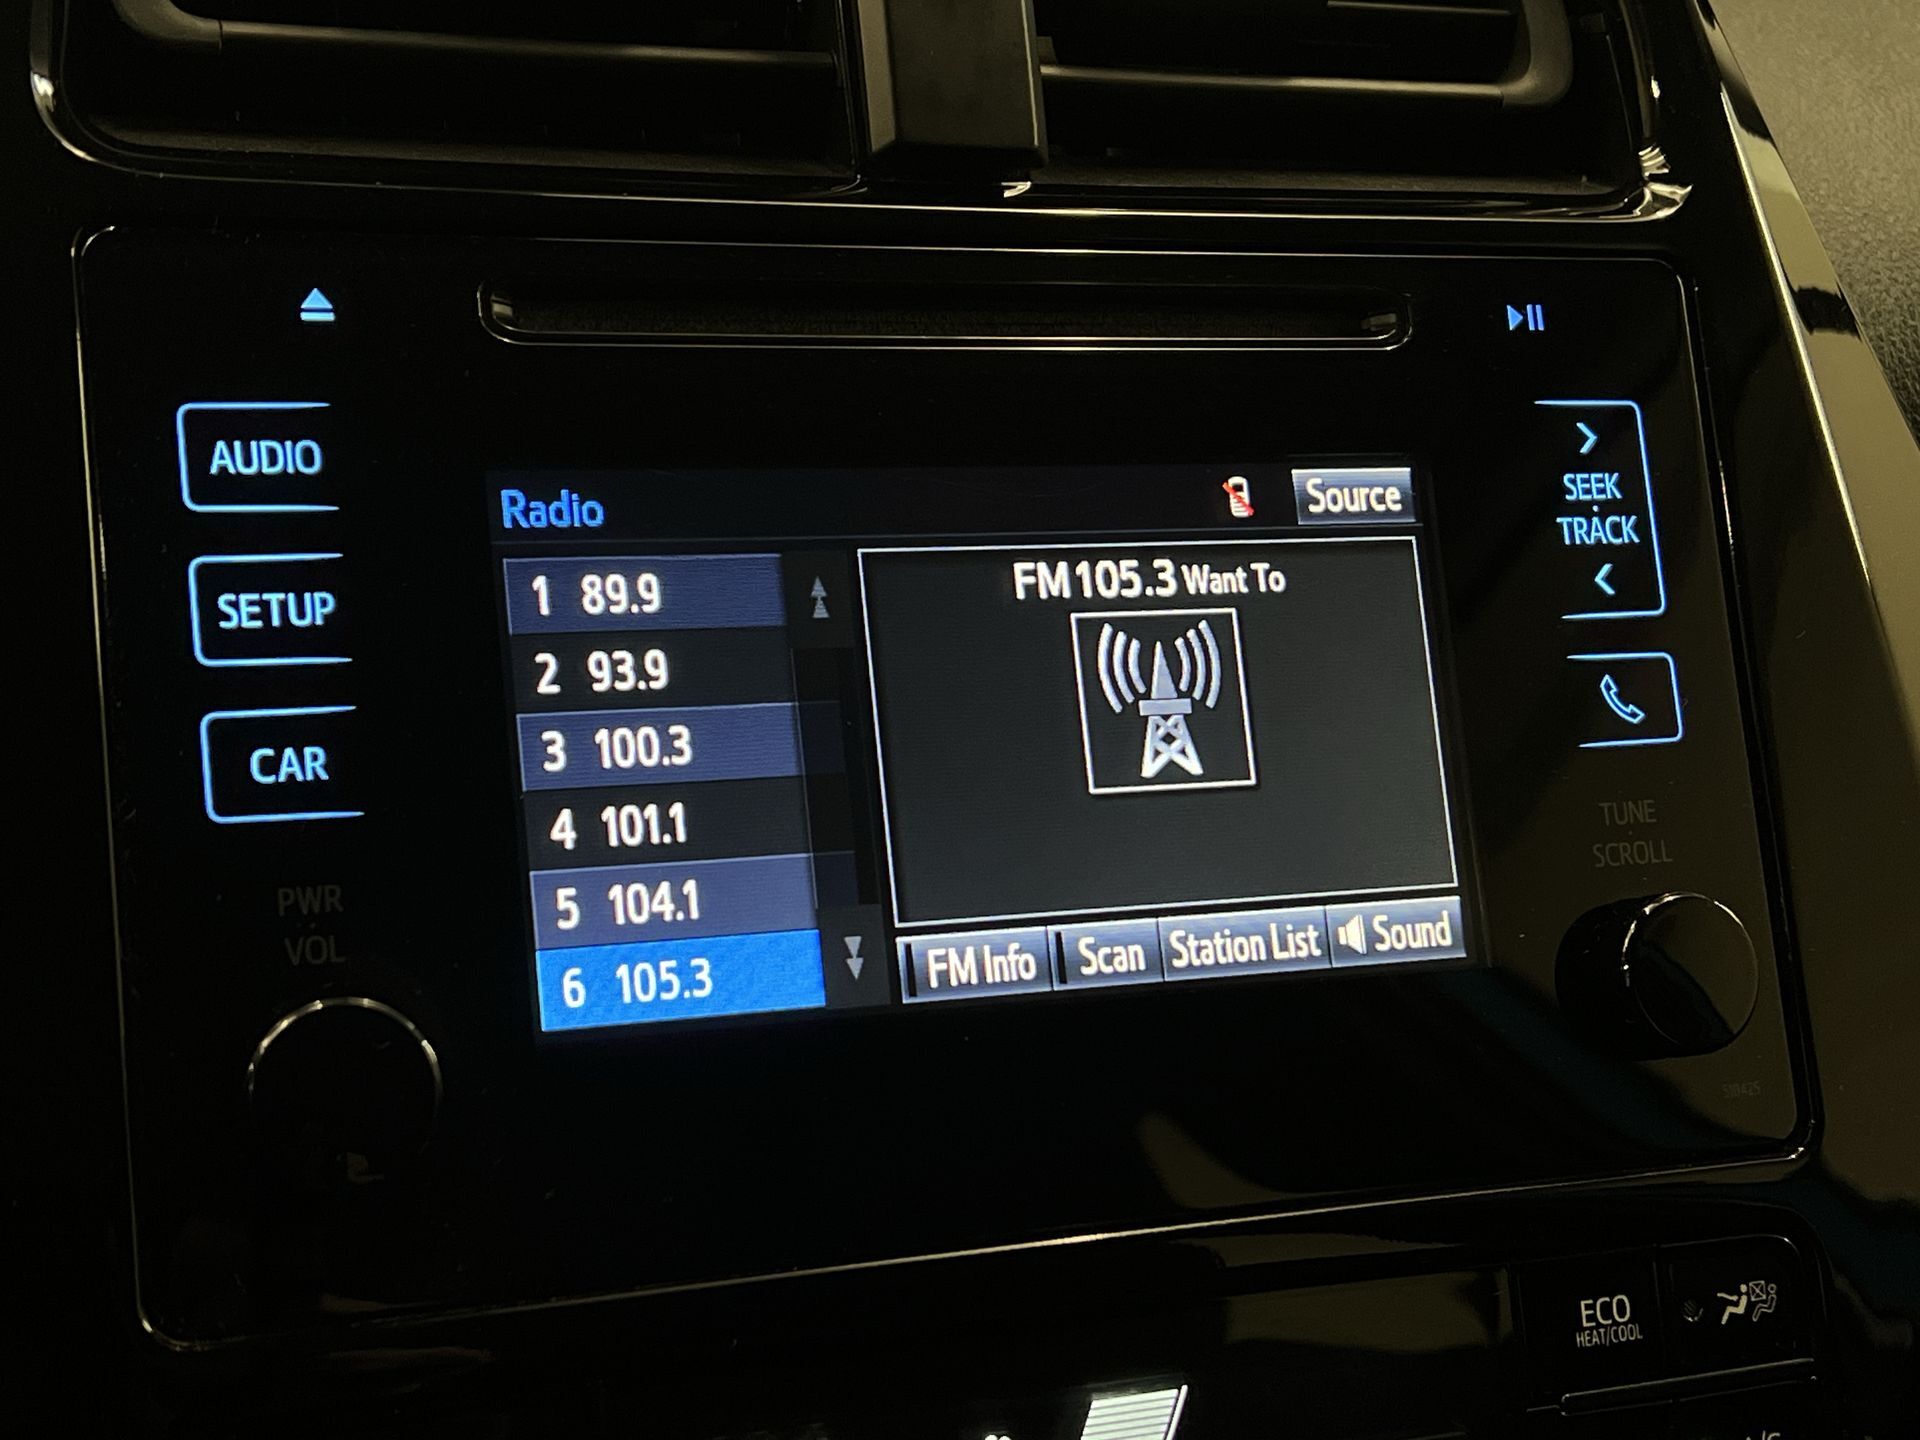 AUDIO
SETUP
CAR
PWR
VOL
Radio
Source
1 89.9
2 93.9
3 100.3
4 101.1
5 104.1
6 105.3
FM 105.3 Want To
FM Info
Scan
Station List
Sound
SEEK
TRACK
TUNE
SCROLL
510425
ECO
HEAT/COOL